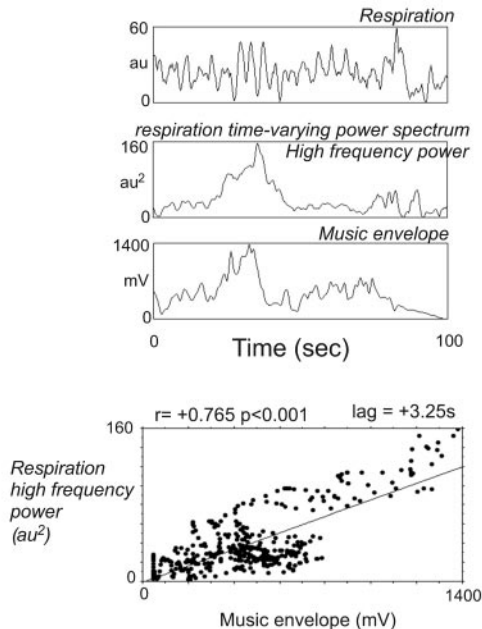 Respiration
60
au
0
respiration time-varying power spectrum
160
High frequency power
au²
0
Music envelope
1400
mV
0
0
100
Time (sec)
r= +0.765 p<0.001
lag = +3.25s
160
Respiration
high frequency
power
(au²)
0
0
1400
Music envelope (mV)